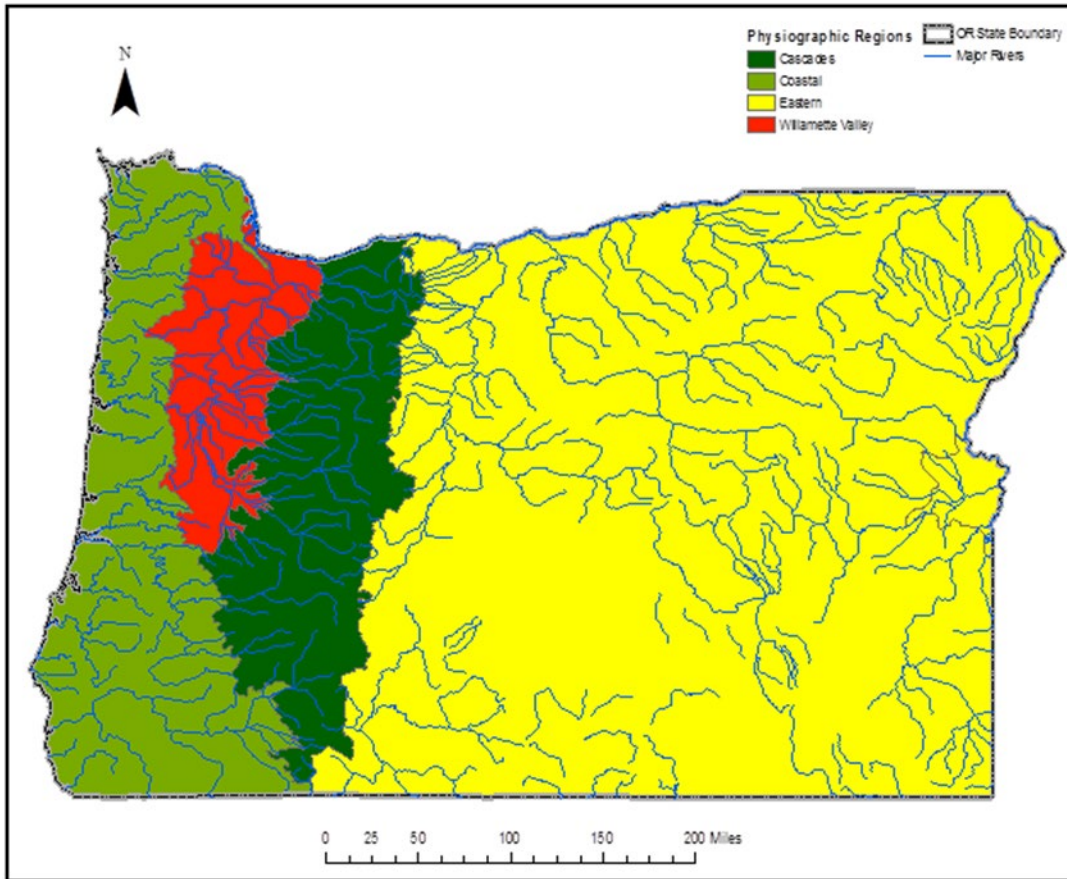 N
Physiographic Regions
Cascades
Coastal
Eastern
Willamette Valley
OR State Boundary
Major Rivers
0 25 50 100 150 200 Miles